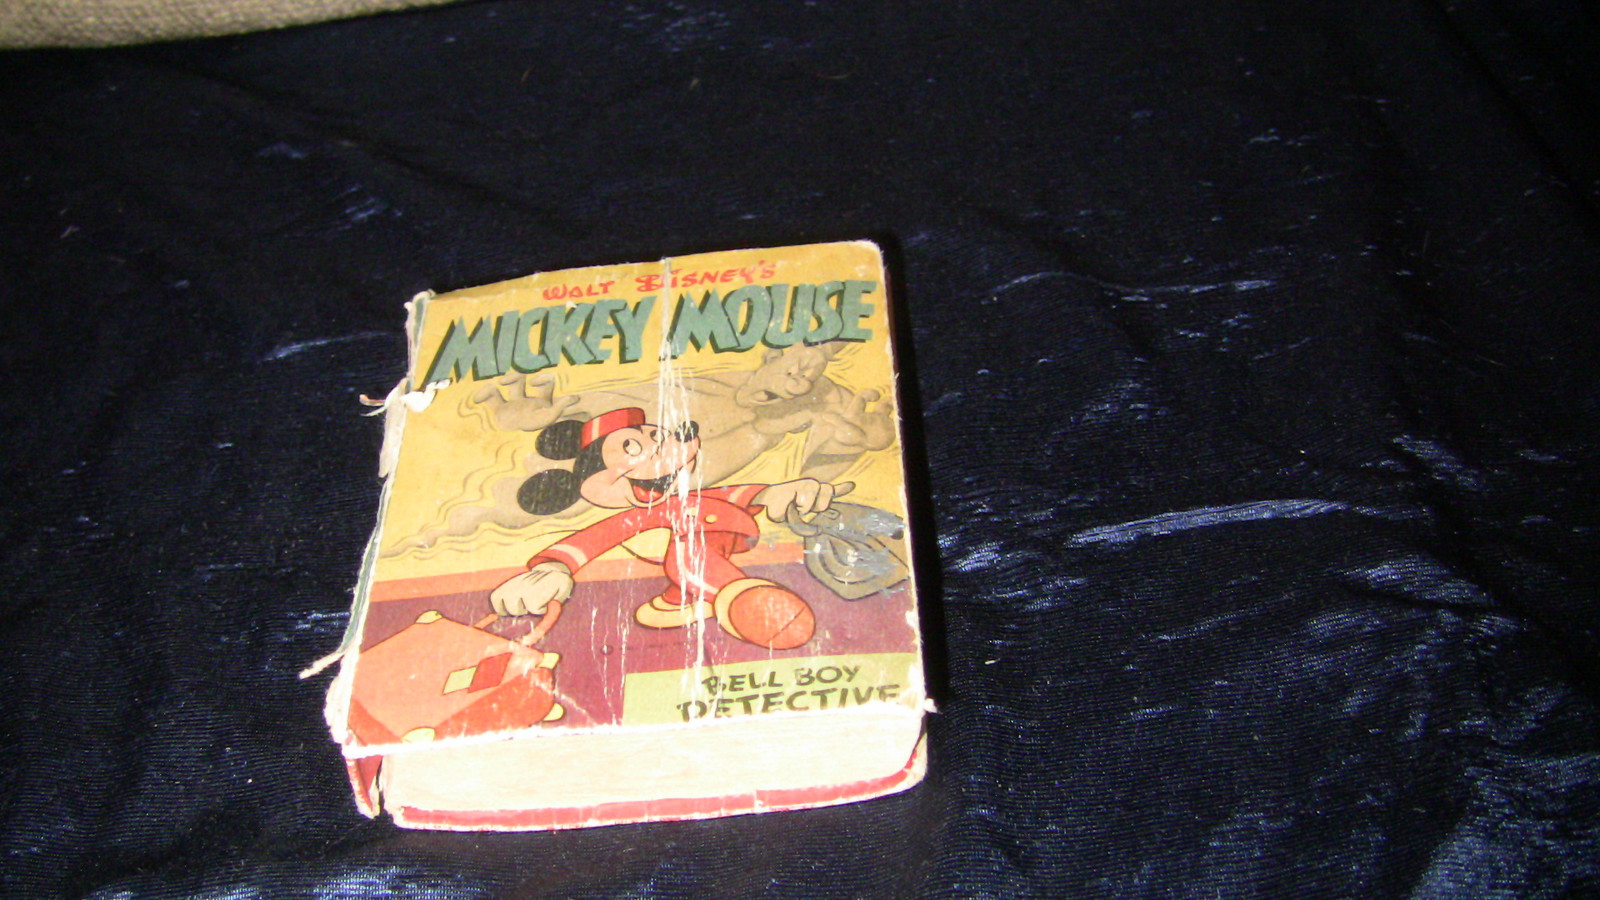 WALT DISNEY'S
MICKEY MOUSE
BELL BOY
DETECTIVE